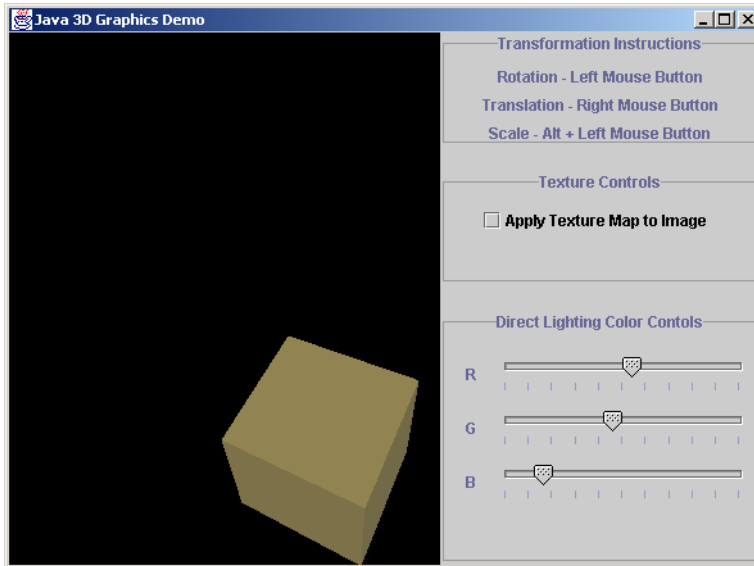 Java 3D Graphics Demo
Transformation Instructions
Rotation - Left Mouse Button
Translation - Right Mouse Button
Scale - Alt + Left Mouse Button
Texture Controls
Apply Texture Map to Image
Direct Lighting Color Contols
R
G
B